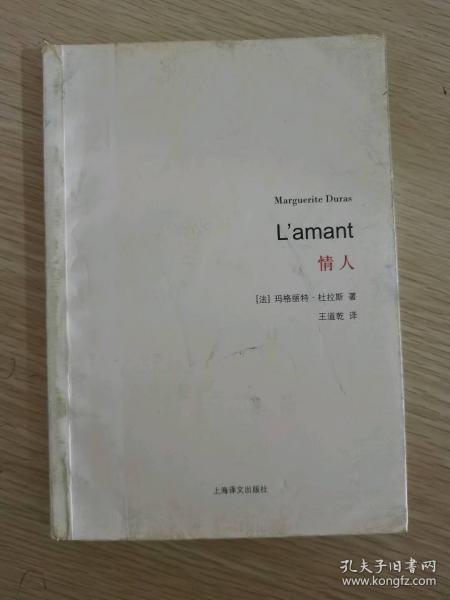 Marguerite Duras
L'amant
情人
[法] 玛格丽特·杜拉斯 著
王道乾 译
上海译文出版社
孔夫子旧书网
www.kongfz.com